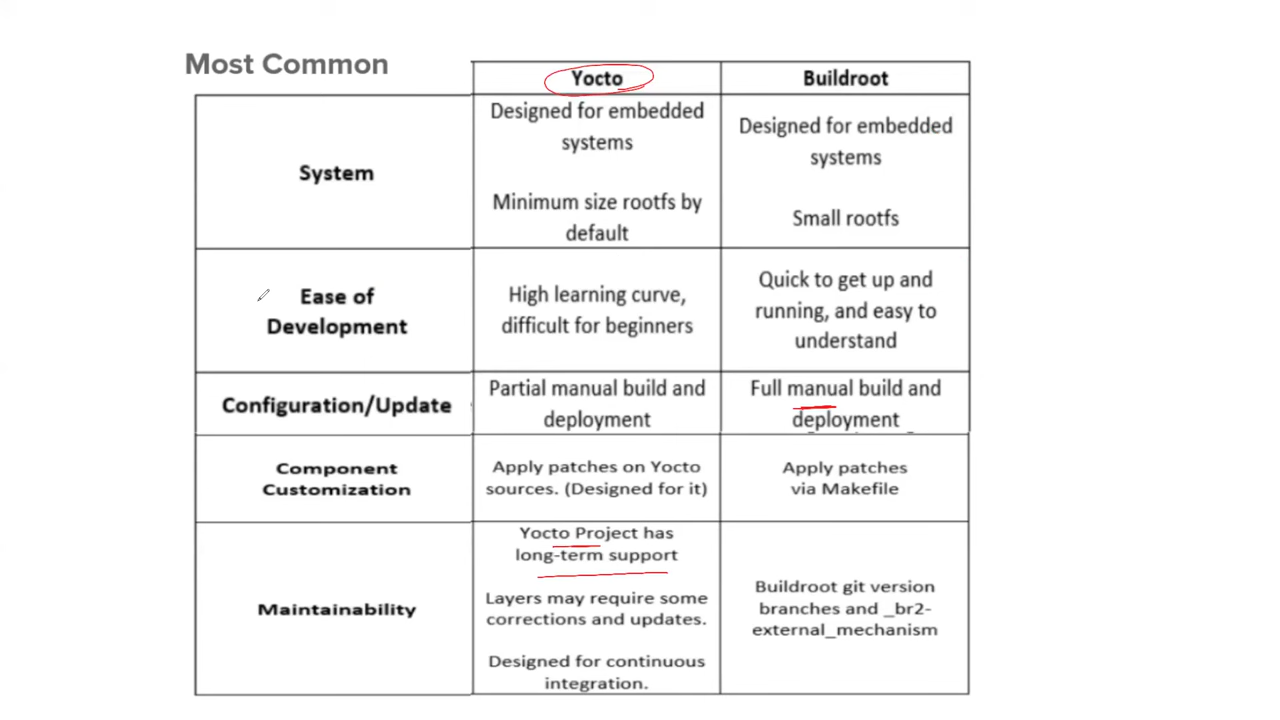 Most Common
Yocto
Buildroot
System
Designed for embedded
systems
Minimum size rootfs by
default
Designed for embedded
systems
Small rootfs
Ease of
Development
High learning curve,
difficult for beginners
Quick to get up and
running, and easy to
understand
Configuration/Update
Partial manual build and
deployment
Full manual build and
deployment
Component
Customization
Apply patches on Yocto
sources. (Designed for it)
Apply patches
via Makefile
Maintainability
Yocto Project has
long-term support
Layers may require some
corrections and updates.
Designed for continuous
integration.
Buildroot git version
branches and _br2-
external_mechanism